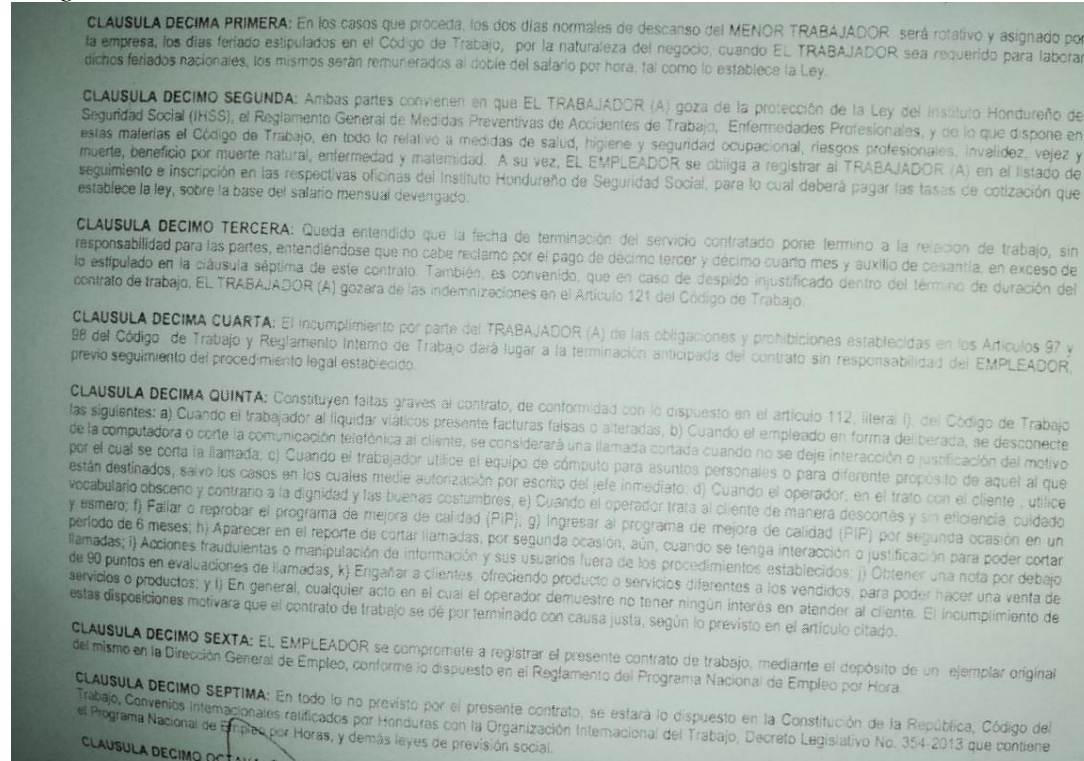 CLAUSULA DECIMA PRIMERA: En los casos que proceda, los dos días normales de descanso del MENOR TRABAJADOR será rotativo y asignado por
la empresa, los días feriado estipulados en el Código de Trabajo, por la naturaleza del negocio, cuando EL TRABAJADOR sea requerido para laborar
dichos feriados nacionales, los mismos serán remunerados al doble del salario por hora, tal como lo establece la Ley.
CLAUSULA DECIMO SEGUNDA: Ambas partes convienen en que EL TRABAJADOR (A) goza de la protección de la Ley del Instituto Hondureño de
Seguridad Social (IHSS), el Reglamento General de Medidas Preventivas de Accidentes de Trabajo, Enfermedades Profesionales, y de lo que dispone en
estas materias el Código de Trabajo, en todo lo relativo a medidas de salud, higiene y seguridad ocupacional, riesgos profesionales, invalidez, vejez y
muerte, beneficio por muerte natural, enfermedad y maternidad. A su vez, EL EMPLEADOR se obliga a registrar al TRABAJADOR (A) en el listado de
seguimiento e inscripción en las respectivas oficinas del Instituto Hondureño de Seguridad Social, para lo cual deberá pagar las tasas de cotización que
establece la ley, sobre la base del salario mensual devengado.
CLAUSULA DECIMO TERCERA: Queda entendido que la fecha de terminación del servicio contratado pone termino a la relación de trabajo, sin
responsabilidad para las partes, entendiéndose que no cabe reclamo por el pago de décimo tercer y décimo cuarto mes y auxilio de cesantía, en exceso de
lo estipulado en la cláusula séptima de este contrato. También, es convenido, que en caso de despido injustificado dentro del término de duración del
contrato de trabajo, EL TRABAJADOR (A) gozara de las indemnizaciones en el Artículo 121 del Código de Trabajo.
CLAUSULA DECIMA CUARTA: El incumplimiento por parte del TRABAJADOR (A) de las obligaciones y prohibiciones establecidas en los Artículos 97 y
98 del Código de Trabajo y Reglamento Interno de Trabajo dará lugar a la terminación anticipada del contrato sin responsabilidad del EMPLEADOR,
previo seguimiento del procedimiento legal establecido.
CLAUSULA DECIMA QUINTA: Constituyen faltas graves al contrato, de conformidad con lo dispuesto en el artículo 112, literal i), del Código de Trabajo
las siguientes: a) Cuando el trabajador al liquidar viáticos presente facturas falsas o alteradas, b) Cuando el empleado en forma deliberada, se desconecte
de la computadora o corte la comunicación telefónica al cliente, se considerará una llamada cortada cuando no se deje interacción o justificación del motivo
por el cual se corta la llamada; c) Cuando el trabajador utilice el equipo de cómputo para asuntos personales o para diferente propósito de aquel al que
están destinados, salvo los casos en los cuales medie autorización por escrito del jefe inmediato; d) Cuando el operador, en el trato con el cliente , utilice
vocabulario obsceno y contrario a la dignidad y las buenas costumbres, e) Cuando el operador trata al cliente de manera descortés y sin eficiencia, cuidado
y esmero; f) Fallar o reprobar el programa de mejora de calidad (PIP); g) Ingresar al programa de mejora de calidad (PIP) por segunda ocasión en un
periodo de 6 meses; h) Aparecer en el reporte de cortar llamadas, por segunda ocasión, aún, cuando se tenga interacción o justificación para poder cortar
llamadas; i) Acciones fraudulentas o manipulación de información y sus usuarios fuera de los procedimientos establecidos; j) Obtener una nota por debajo
de 90 puntos en evaluaciones de llamadas, k) Engañar a clientes, ofreciendo producto o servicios diferentes a los vendidos, para poder hacer una venta de
servicios o productos; y l) En general, cualquier acto en el cual el operador demuestre no tener ningún interés en atender al cliente. El incumplimiento de
estas disposiciones motivara que el contrato de trabajo se dé por terminado con causa justa, según lo previsto en el artículo citado.
CLAUSULA DECIMO SEXTA: EL EMPLEADOR se compromete a registrar el presente contrato de trabajo, mediante el depósito de un ejemplar original
del mismo en la Dirección General de Empleo, conforme lo dispuesto en el Reglamento del Programa Nacional de Empleo por Hora.
CLAUSULA DECIMO SEPTIMA: En todo lo no previsto por el presente contrato, se estará lo dispuesto en la Constitución de la República, Código del
Trabajo, Convenios Internacionales ratificados por Honduras con la Organización Internacional del Trabajo, Decreto Legislativo No. 354-2013 que contiene
el Programa Nacional de Empleo por Horas, y demás leyes de previsión social.
CLAUSULA DECIMO